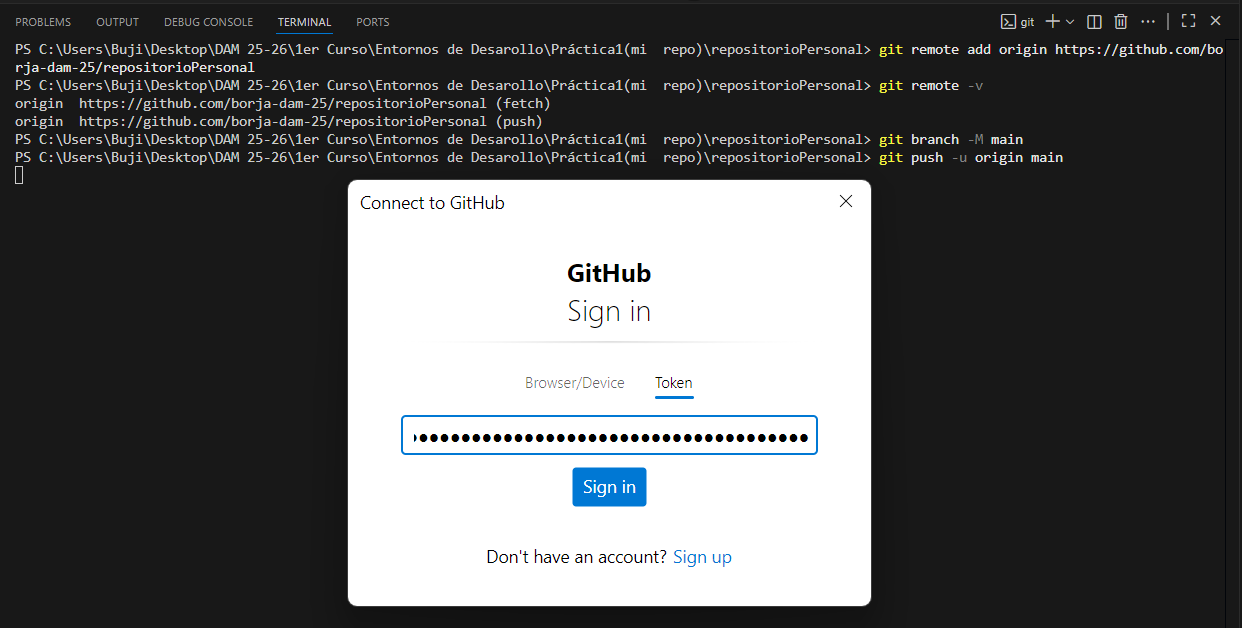 PROBLEMS OUTPUT DEBUG CONSOLE TERMINAL PORTS git
PS C:\Users\Buji\Desktop\DAM 25-26\1er Curso\Entornos de Desarollo\Práctica1(mi  repo)\repositorioPersonal> git remote add origin https://github.com/bo
rja-dam-25/repositorioPersonal
PS C:\Users\Buji\Desktop\DAM 25-26\1er Curso\Entornos de Desarollo\Práctica1(mi  repo)\repositorioPersonal> git remote -v
origin  https://github.com/borja-dam-25/repositorioPersonal (fetch)
origin  https://github.com/borja-dam-25/repositorioPersonal (push)
PS C:\Users\Buji\Desktop\DAM 25-26\1er Curso\Entornos de Desarollo\Práctica1(mi  repo)\repositorioPersonal> git branch -M main
PS C:\Users\Buji\Desktop\DAM 25-26\1er Curso\Entornos de Desarollo\Práctica1(mi  repo)\repositorioPersonal> git push -u origin main
Connect to GitHub
GitHub
Sign in
Browser/Device Token
Sign in
Don't have an account? Sign up